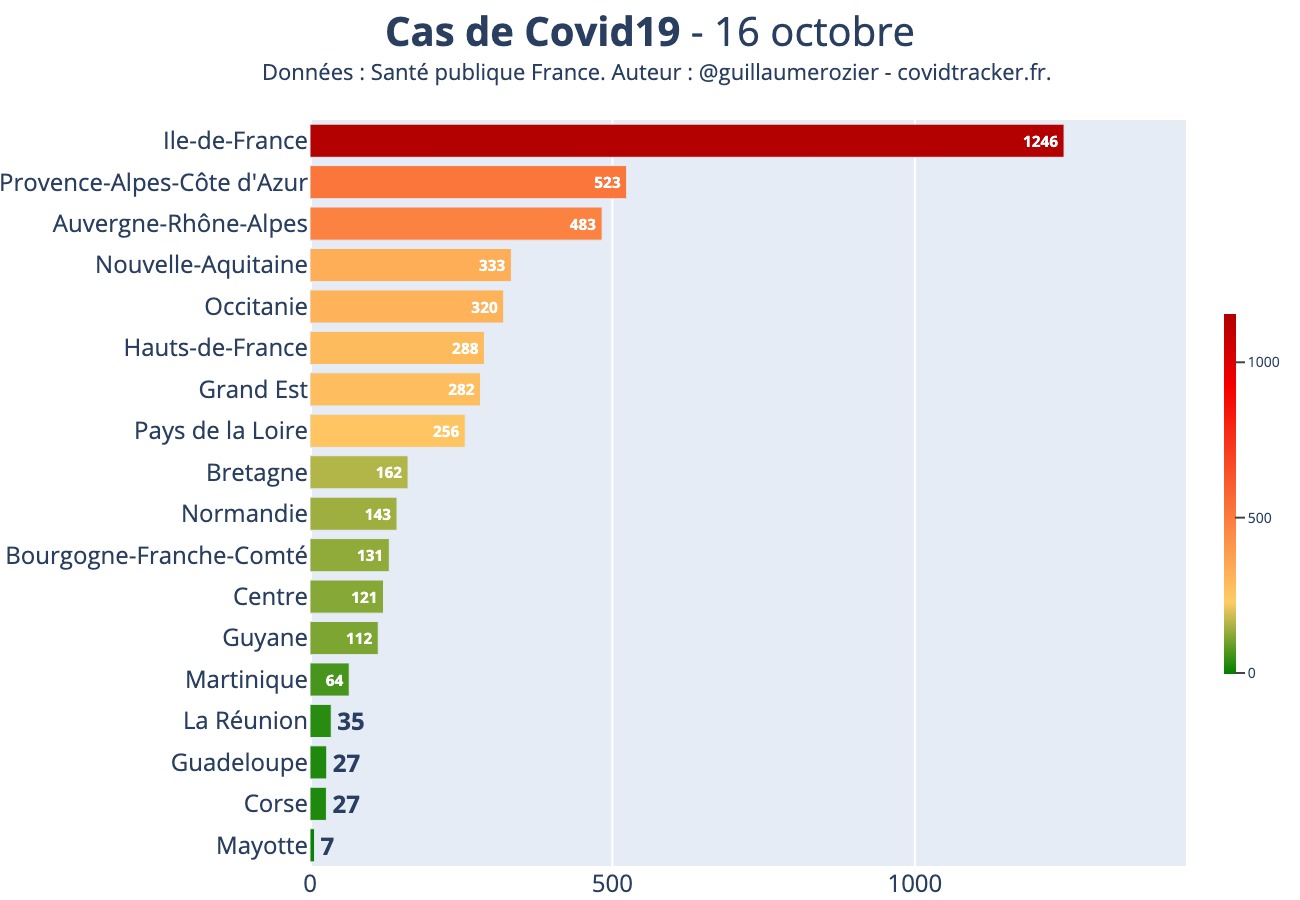 Cas de Covid19 - 16 octobre
Données : Santé publique France. Auteur : @guillaumerozier - covidtracker.fr.
Ile-de-France 1246
Provence-Alpes-Côte d'Azur 523
Auvergne-Rhône-Alpes 483
Nouvelle-Aquitaine 333
Occitanie 320
Hauts-de-France 288
Grand Est 282
Pays de la Loire 256
Bretagne 162
Normandie 143
Bourgogne-Franche-Comté 131
Centre 121
Guyane 112
Martinique 64
La Réunion 35
Guadeloupe 27
Corse 27
Mayotte 7
0 500 1000
1000
500
0